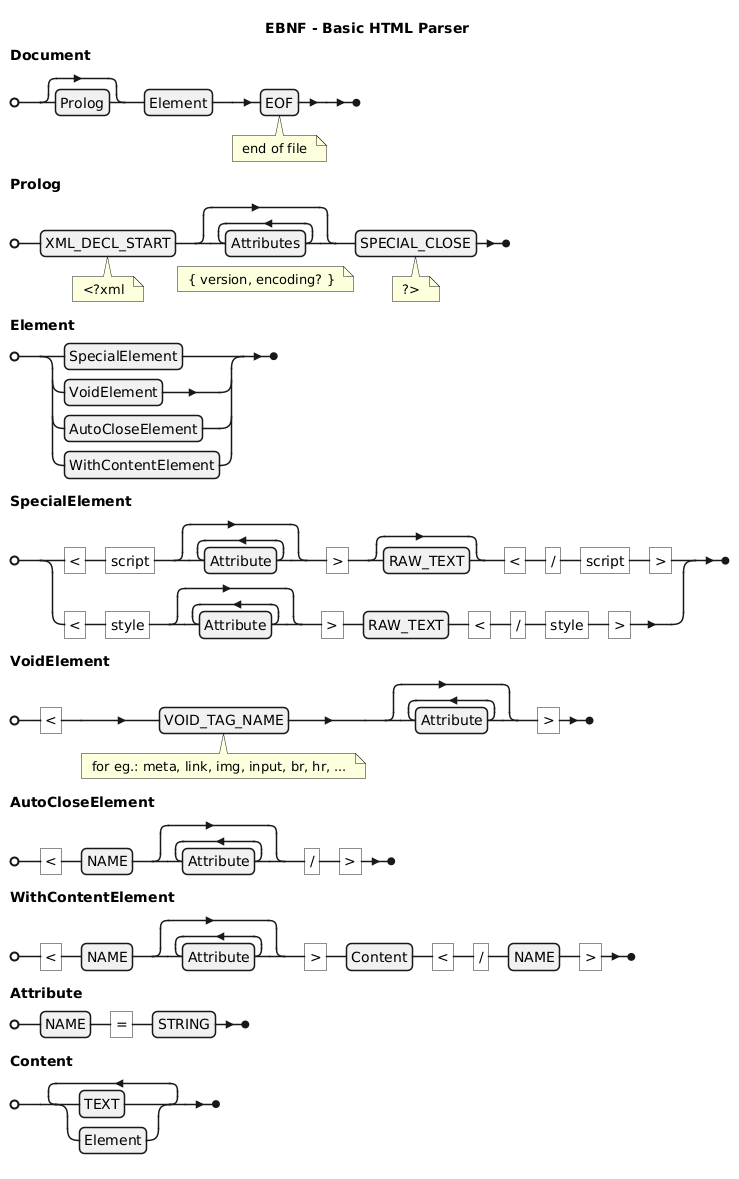 EBNF - Basic HTML Parser
Document
Prolog Element EOF
end of file
Prolog
XML_DECL_START Attributes SPECIAL_CLOSE
<?xml { version, encoding? } ?>
Element
SpecialElement
VoidElement
AutoCloseElement
WithContentElement
SpecialElement
< script Attribute > RAW_TEXT < / script >
< style Attribute > RAW_TEXT < / style >
VoidElement
< VOID_TAG_NAME Attribute >
for eg.: meta, link, img, input, br, hr, ...
AutoCloseElement
< NAME Attribute / >
WithContentElement
< NAME Attribute > Content < / NAME >
Attribute
NAME = STRING
Content
TEXT
Element